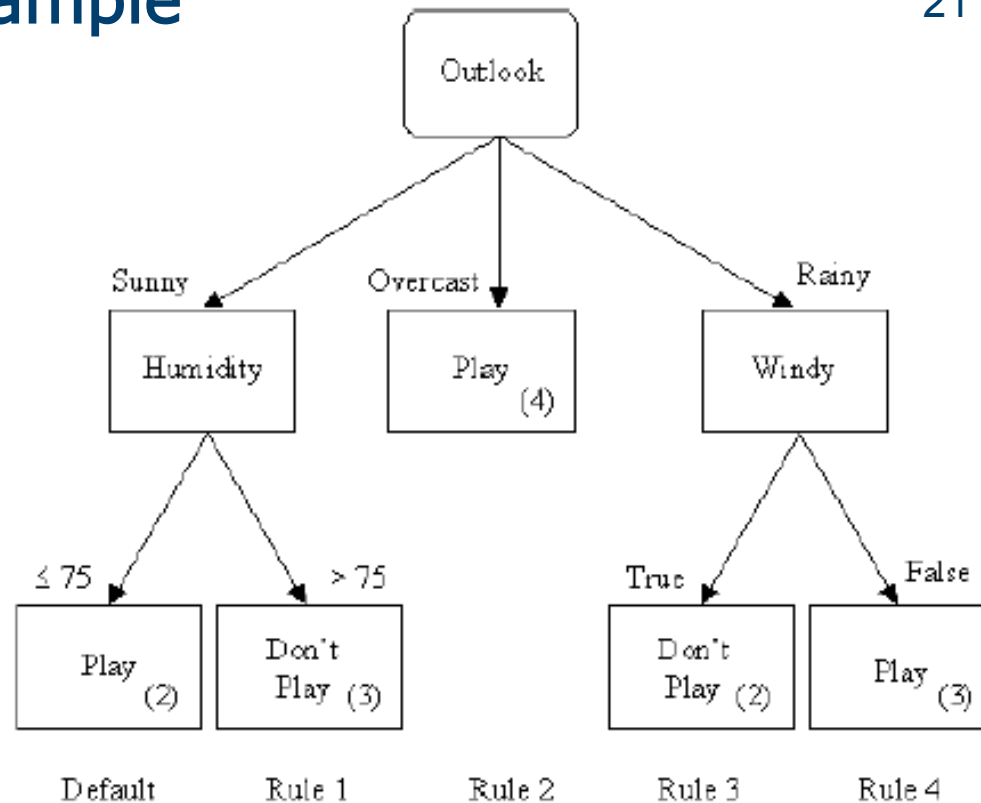 ample
21
Outlook
Sunny
Overcast
Rainy
Humidity
Play
(4)
Windy
≤ 75
> 75
True
False
Play
(2)
Don't
Play (3)
Don't
Play (2)
Play
(3)
Default
Rule 1
Rule 2
Rule 3
Rule 4